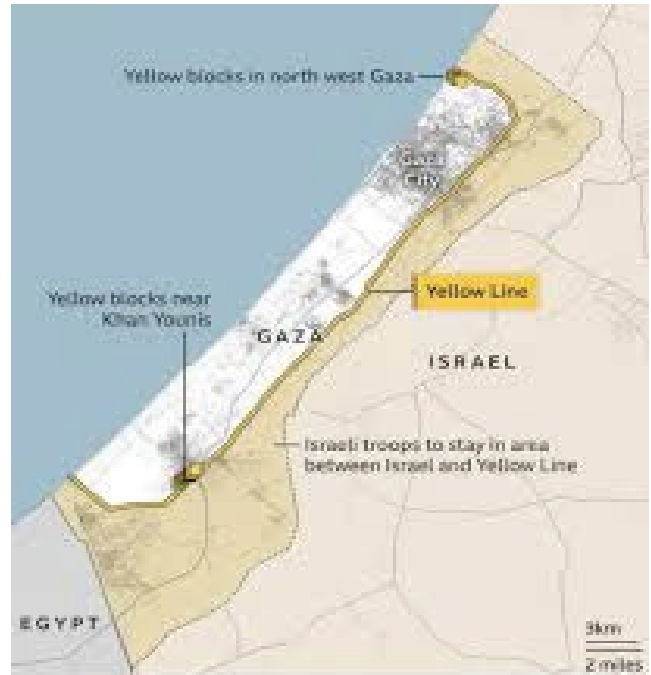 Yellow blocks in north west Gaza
Gaza
City
Yellow Line
Yellow blocks near
Khan Younis
GAZA
ISRAEL
Israeli troops to stay in area
between Israel and Yellow Line
EGYPT
3km
2 miles